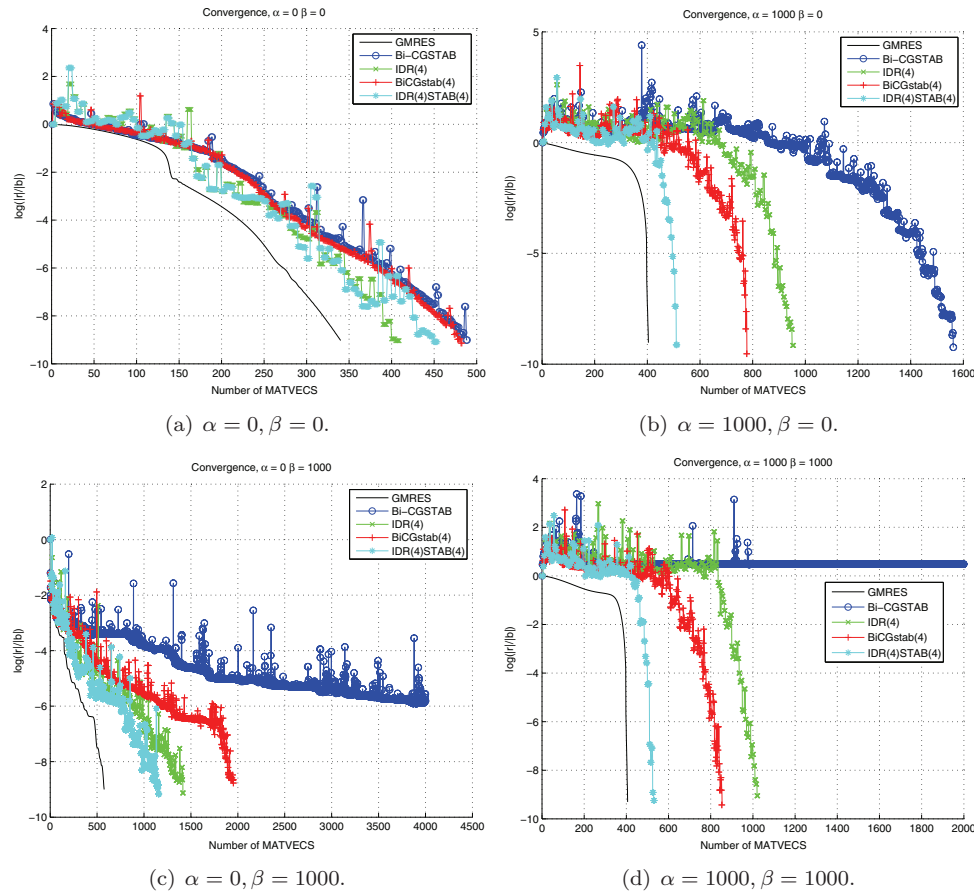 Convergence, α = 0 β = 0
4
2
0
−2
−4
−6
−8
−10
log(|r|/|b|)
GMRES
Bi−CGSTAB
IDR(4)
BiCGstab(4)
IDR(4)STAB(4)
0 50 100 150 200 250 300 350 400 450 500
Number of MATVECS
(a) α = 0, β = 0.
Convergence, α = 1000 β = 0
5
0
−5
−10
log(|r|/|b|)
GMRES
Bi−CGSTAB
IDR(4)
BiCGstab(4)
IDR(4)STAB(4)
0 200 400 600 800 1000 1200 1400 1600
Number of MATVECS
(b) α = 1000, β = 0.
Convergence, α = 0 β = 1000
2
0
−2
−4
−6
−8
−10
log(|r|/|b|)
GMRES
Bi−CGSTAB
IDR(4)
BiCGstab(4)
IDR(4)STAB(4)
0 500 1000 1500 2000 2500 3000 3500 4000 4500
Number of MATVECS
(c) α = 0, β = 1000.
Convergence, α = 1000 β = 1000
4
2
0
−2
−4
−6
−8
−10
log(|r|/|b|)
GMRES
Bi−CGSTAB
IDR(4)
BiCGstab(4)
IDR(4)STAB(4)
0 200 400 600 800 1000 1200 1400 1600 1800 2000
Number of MATVECS
(d) α = 1000, β = 1000.